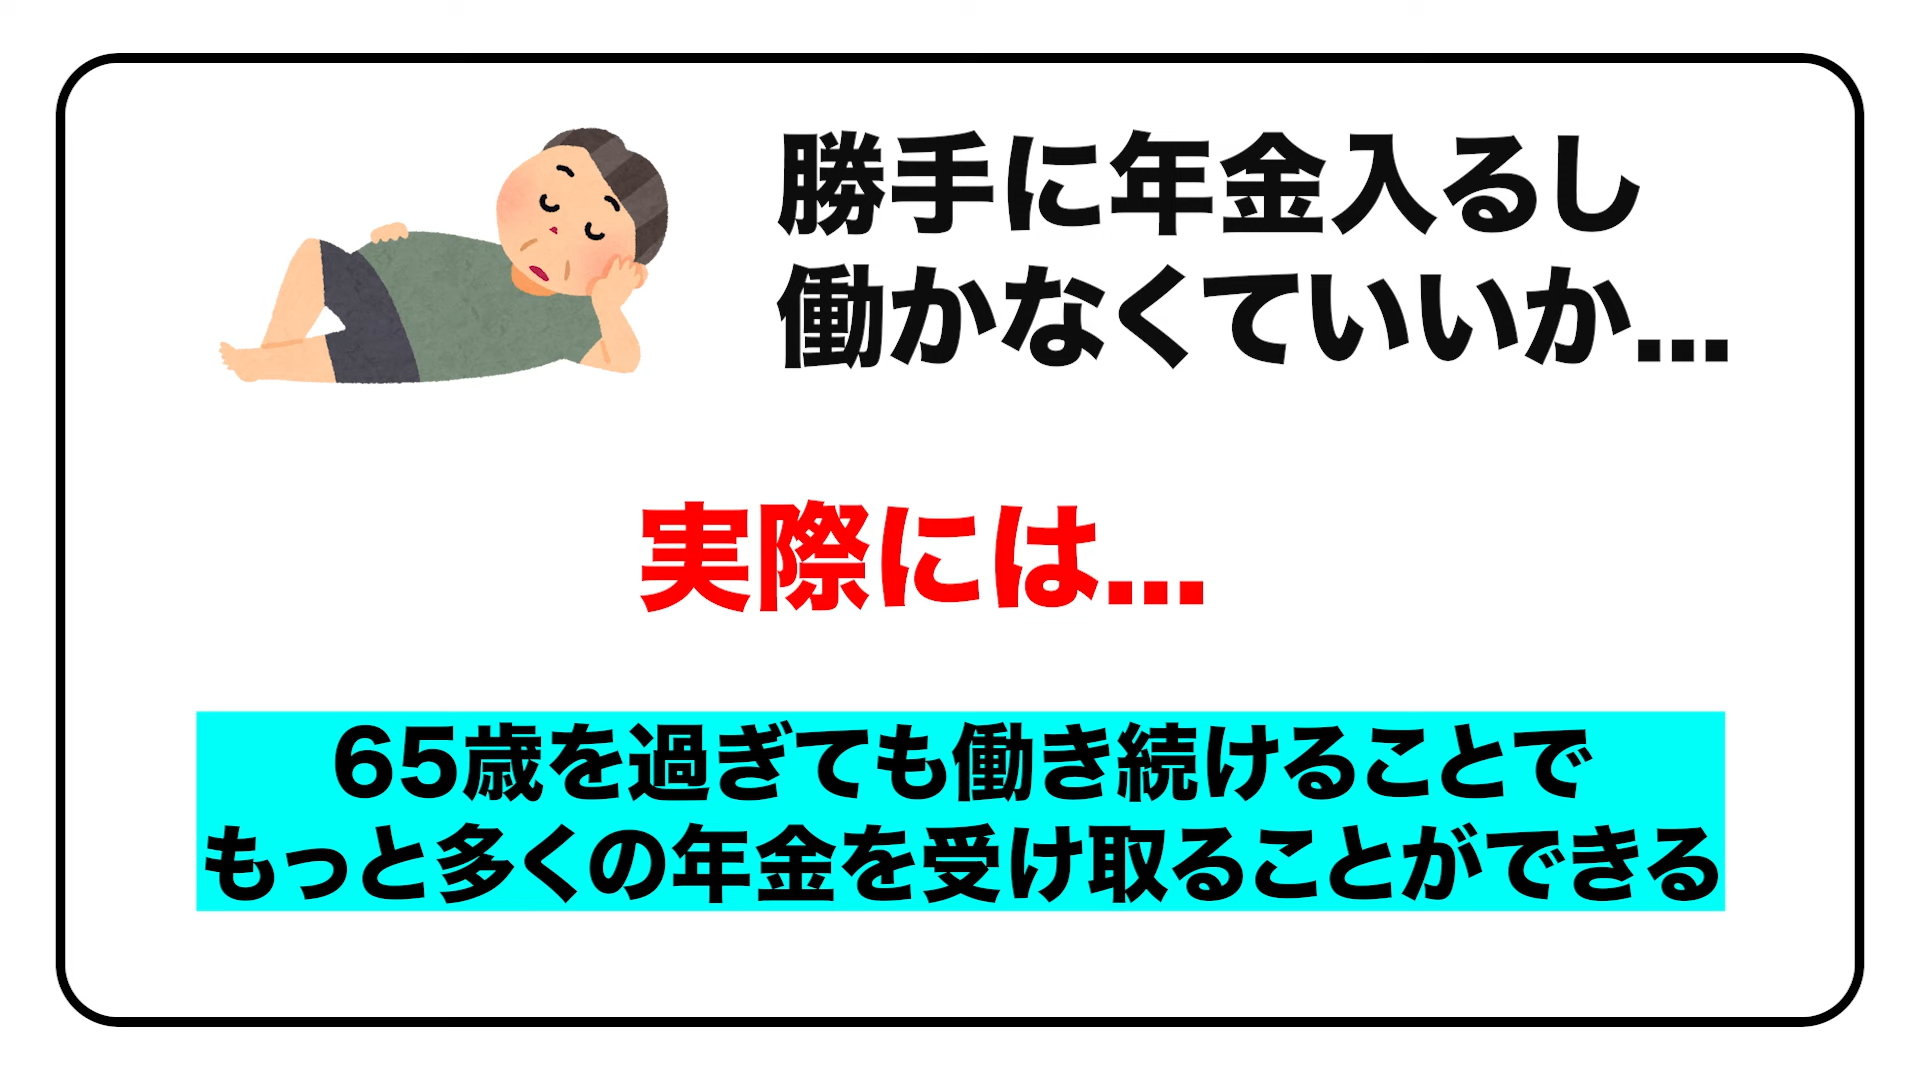 勝手に年金入るし
働かなくていいか...
実際には...
65歳を過ぎても働き続けることで
もっと多くの年金を受け取ることができる